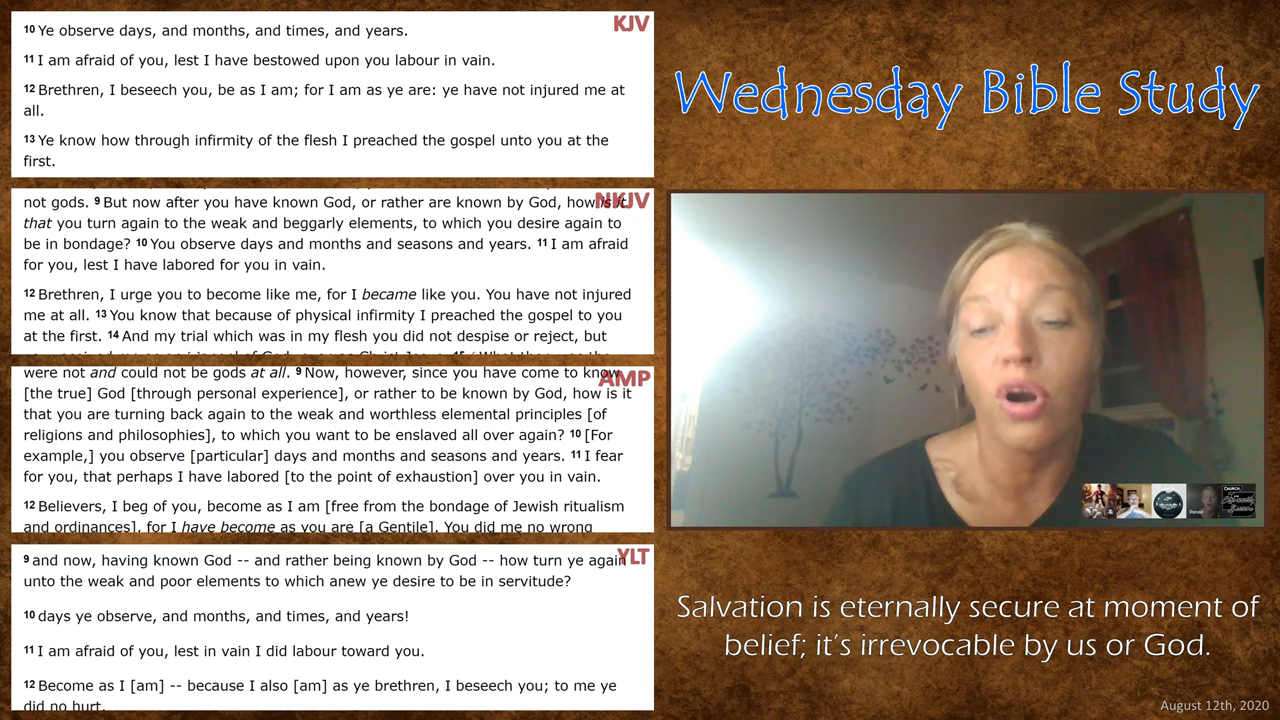 KJV
10 Ye observe days, and months, and times, and years.
11 I am afraid of you, lest I have bestowed upon you labour in vain.
12 Brethren, I beseech you, be as I am; for I am as ye are: ye have not injured me at
all.
13 Ye know how through infirmity of the flesh I preached the gospel unto you at the
first.
NKJV
not gods. 9 But now after you have known God, or rather are known by God, how is it
that you turn again to the weak and beggarly elements, to which you desire again to
be in bondage? 10 You observe days and months and seasons and years. 11 I am afraid
for you, lest I have labored for you in vain.
12 Brethren, I urge you to become like me, for I became like you. You have not injured
me at all. 13 You know that because of physical infirmity I preached the gospel to you
at the first. 14 And my trial which was in my flesh you did not despise or reject, but
AMP
were not and could not be gods at all. 9 Now, however, since you have come to know
[the true] God [through personal experience], or rather to be known by God, how is it
that you are turning back again to the weak and worthless elemental principles [of
religions and philosophies], to which you want to be enslaved all over again? 10 [For
example,] you observe [particular] days and months and seasons and years. 11 I fear
for you, that perhaps I have labored [to the point of exhaustion] over you in vain.
12 Believers, I beg of you, become as I am [free from the bondage of Jewish ritualism
and ordinances], for I have become as you are [a Gentile]. You did me no wrong
YLT
9 and now, having known God -- and rather being known by God -- how turn ye again
unto the weak and poor elements to which anew ye desire to be in servitude?
10 days ye observe, and months, and times, and years!
11 I am afraid of you, lest in vain I did labour toward you.
12 Become as I [am] -- because I also [am] as ye brethren, I beseech you; to me ye
did no hurt.
Wednesday Bible Study
CHURCH
Salvation is eternally secure at moment of
belief; it's irrevocable by us or God.
August 12th, 2020